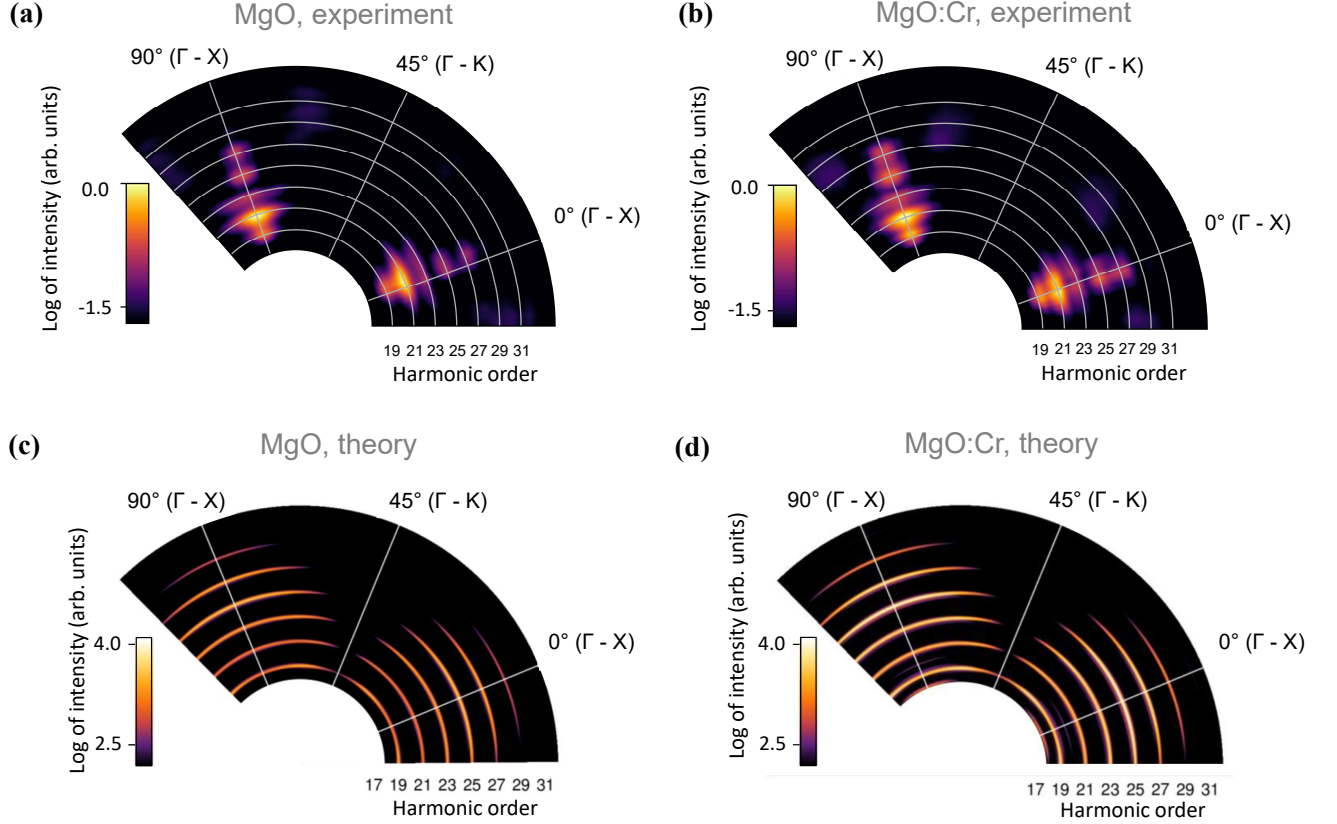 (a)
MgO, experiment
90° (Γ - X)
45° (Γ - K)
0° (Γ - X)
Log of intensity (arb. units)
0.0
-1.5
19 21 23 25 27 29 31
Harmonic order
(b)
MgO:Cr, experiment
90° (Γ - X)
45° (Γ - K)
0° (Γ - X)
Log of intensity (arb. units)
0.0
-1.5
19 21 23 25 27 29 31
Harmonic order
(c)
MgO, theory
90° (Γ - X)
45° (Γ - K)
0° (Γ - X)
Log of intensity (arb. units)
4.0
2.5
17 19 21 23 25 27 29 31
Harmonic order
(d)
MgO:Cr, theory
90° (Γ - X)
45° (Γ - K)
0° (Γ - X)
Log of intensity (arb. units)
4.0
2.5
17 19 21 23 25 27 29 31
Harmonic order